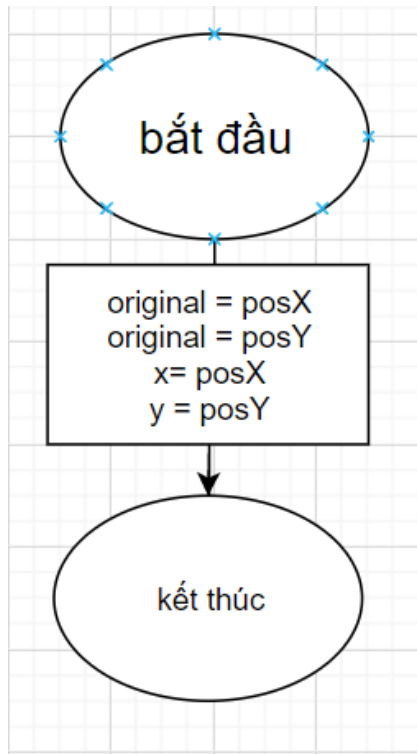 bắt đầu
original = posX
original = posY
x= posX
y = posY
kết thúc